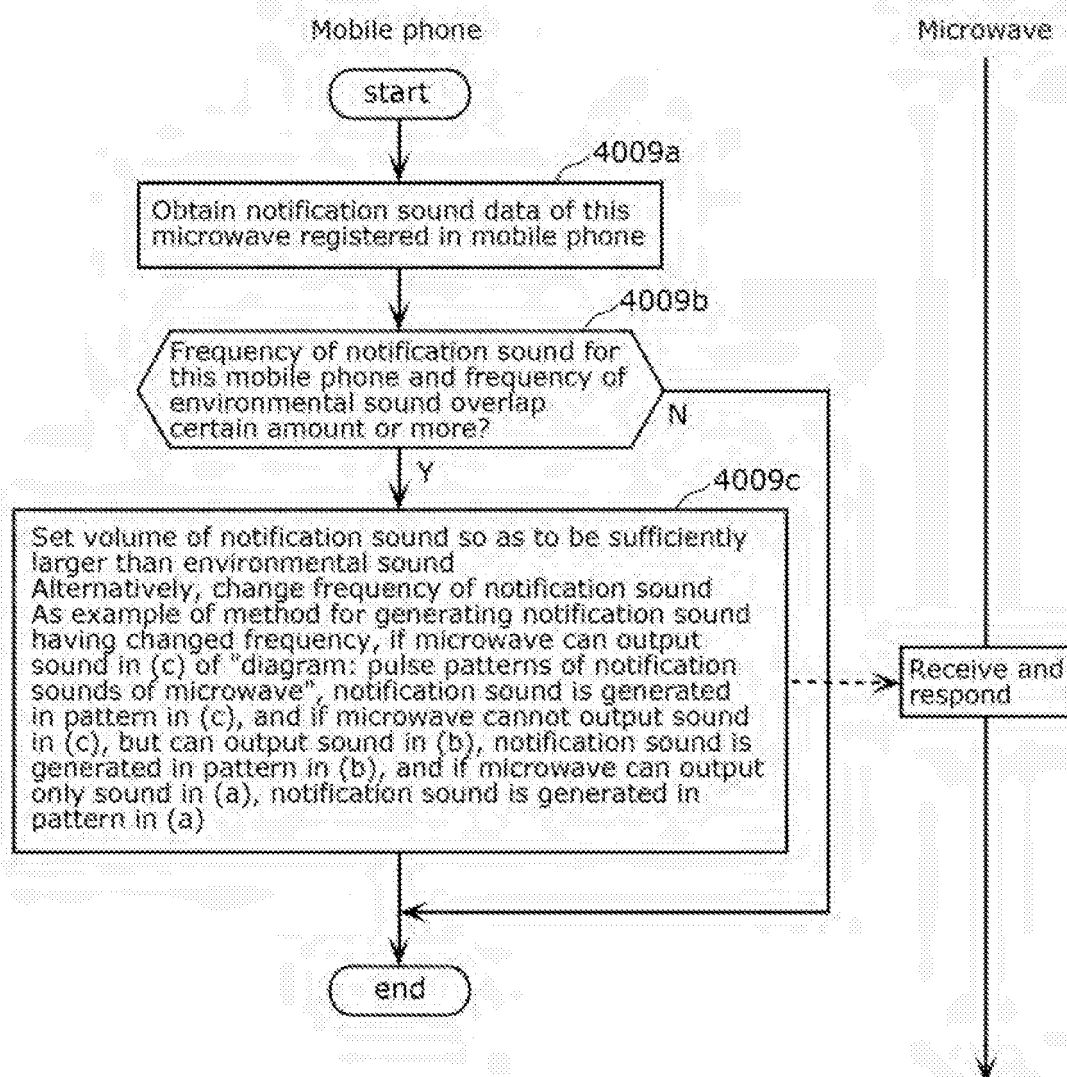 Mobile phone
Microwave
start
4009a
Obtain notification sound data of this
microwave registered in mobile phone
4009b
Frequency of notification sound for
this mobile phone and frequency of
environmental sound overlap
certain amount or more?
N
Y
4009c
Set volume of notification sound so as to be sufficiently
larger than environmental sound
Alternatively, change frequency of notification sound
As example of method for generating notification sound
having changed frequency, if microwave can output
sound in (c) of "diagram: pulse patterns of notification
sounds of microwave", notification sound is generated
in pattern in (c), and if microwave cannot output sound
in (c), but can output sound in (b), notification sound is
generated in pattern in (b), and if microwave can output
only sound in (a), notification sound is generated in
pattern in (a)
Receive and
respond
end